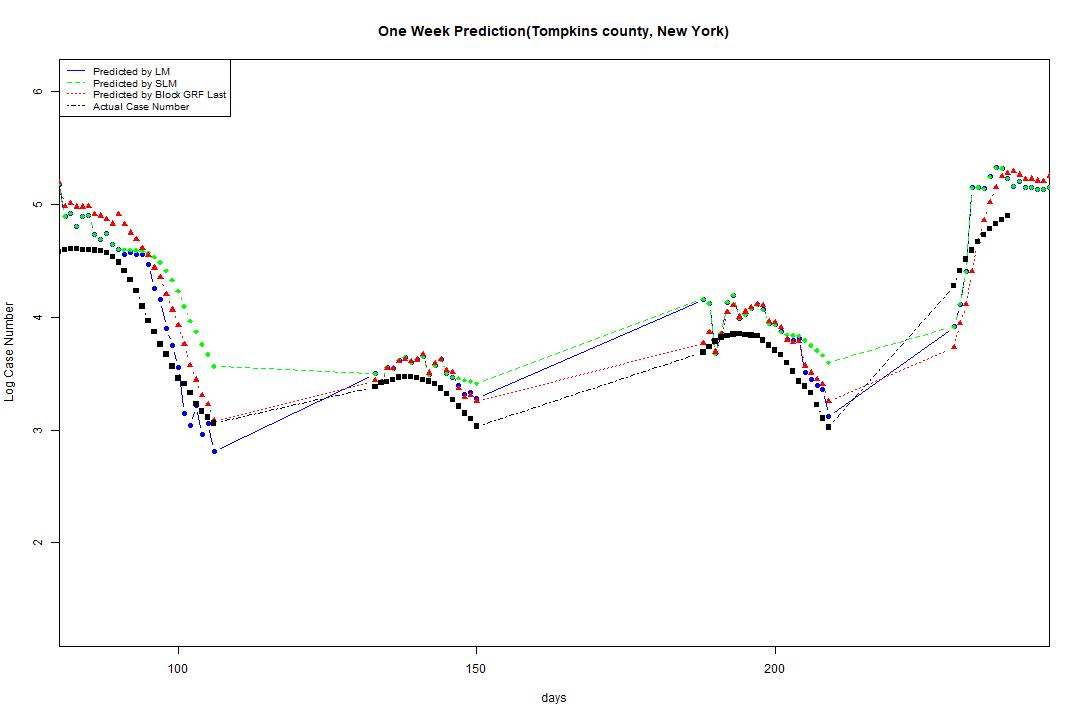 One Week Prediction(Tompkins county, New York)
Predicted by LM
Predicted by SLM
Predicted by Block GRF Last
Actual Case Number
6
5
4
3
2
Log Case Number
100 150 200
days